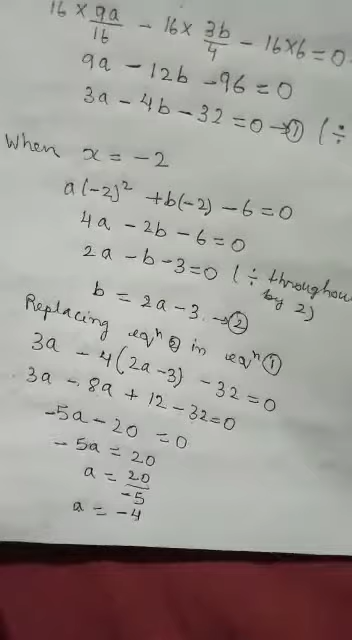 16 × 9a/16 - 16 × 3b/4 - 16×6 = 0
9a - 12b - 96 = 0
3a - 4b - 32 = 0 → ① (÷
When x = -2
a(-2)² + b(-2) - 6 = 0
4a - 2b - 6 = 0
2a - b - 3 = 0 (÷ throughou
by 2)
b = 2a - 3 → ②
Replacing eqⁿ ② in eqⁿ ①
3a - 4(2a-3) - 32 = 0
3a - 8a + 12 - 32 = 0
-5a - 20 = 0
-5a = 20
a = 20/-5
a = -4